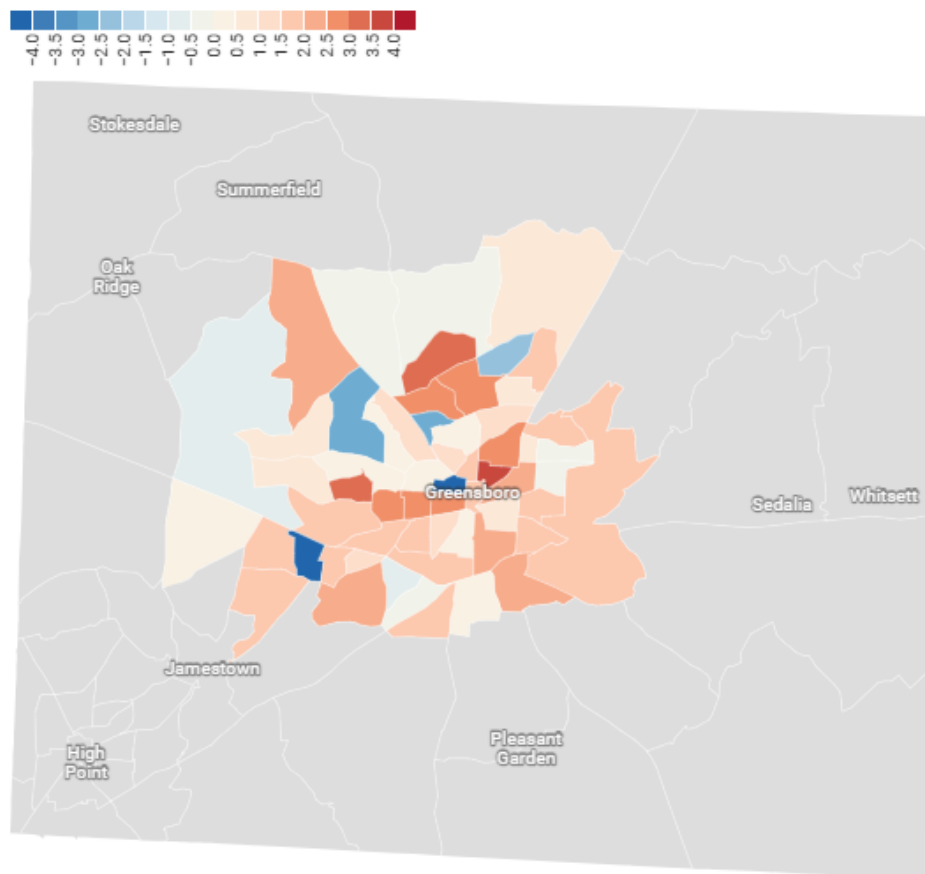 -4.0
-3.5
-3.0
-2.5
-2.0
-1.5
-1.0
-0.5
0.0
0.5
1.0
1.5
2.0
2.5
3.0
3.5
4.0
Stokesdale
Summerfield
Oak
Ridge
Greensboro
Sedalia
Whitsett
Jamestown
High
Point
Pleasant
Garden